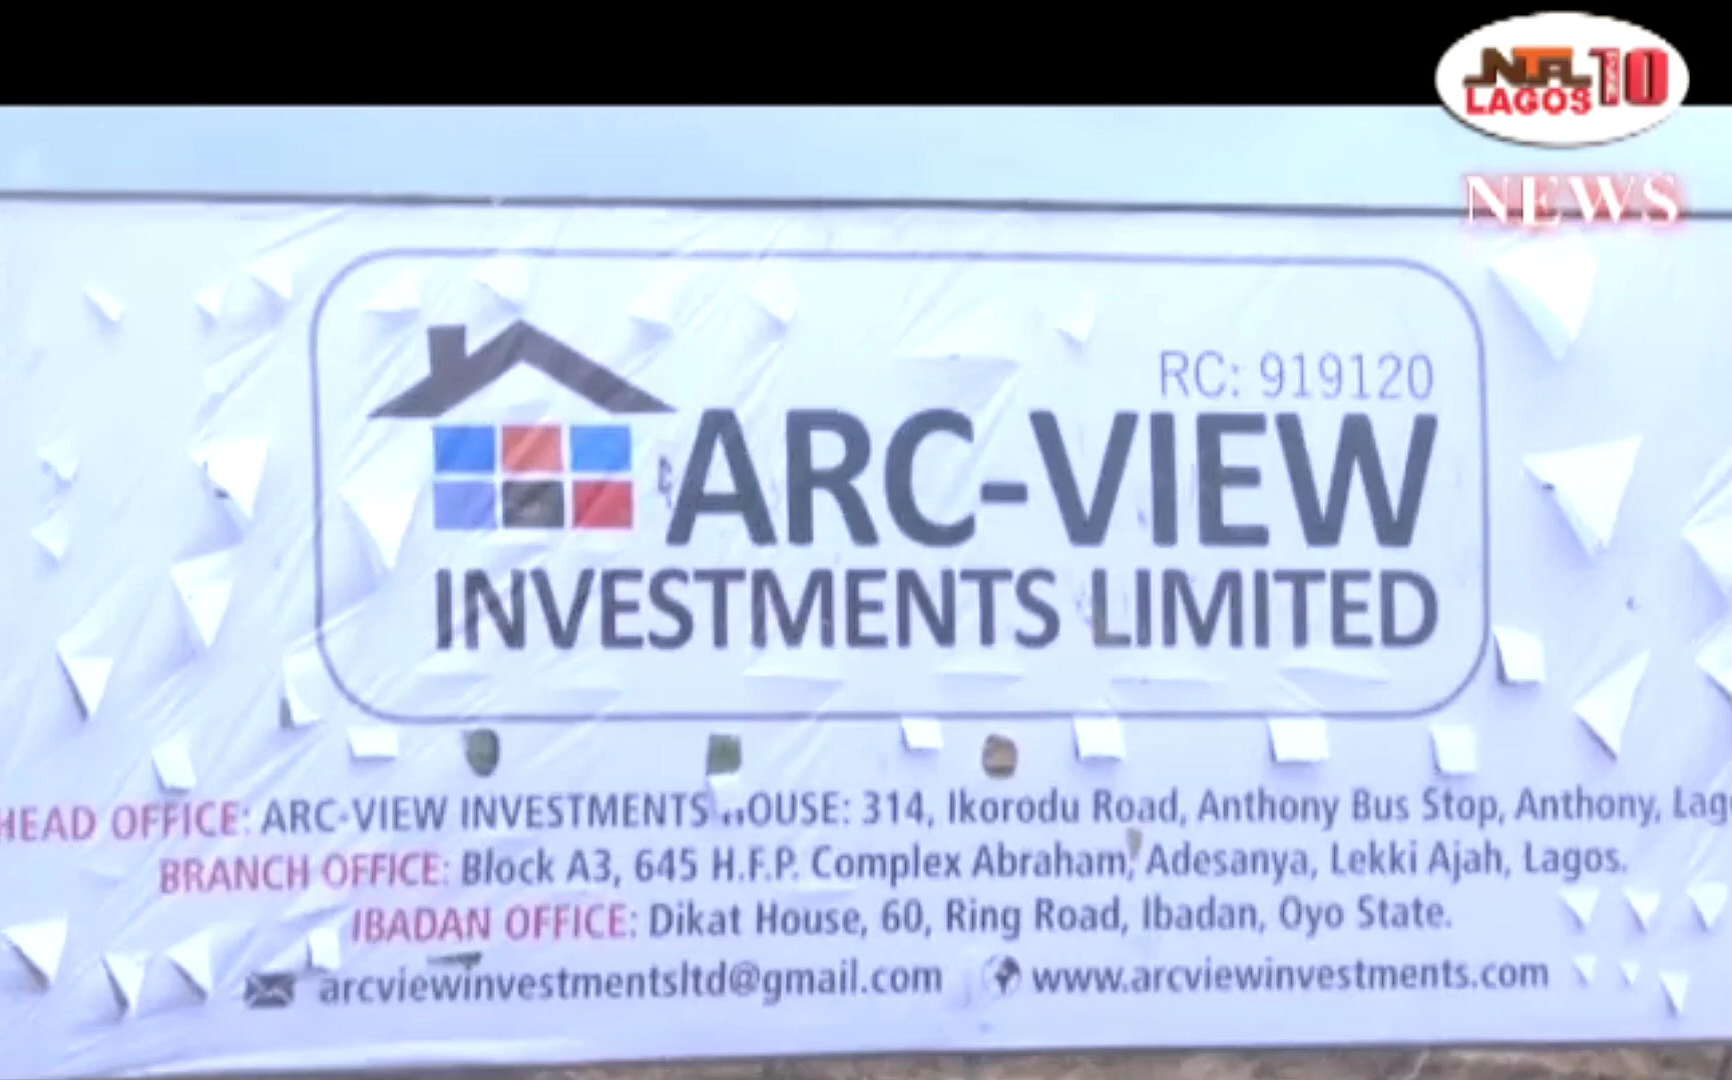 NTA 10
LAGOS
NEWS
RC: 919120
ARC-VIEW
INVESTMENTS LIMITED
HEAD OFFICE: ARC-VIEW INVESTMENTS HOUSE: 314, Ikorodu Road, Anthony Bus Stop, Anthony, Lag
BRANCH OFFICE: Block A3, 645 H.F.P. Complex Abraham, Adesanya, Lekki Ajah, Lagos.
IBADAN OFFICE: Dikat House, 60, Ring Road, Ibadan, Oyo State.
arcviewinvestmentsltd@gmail.com www.arcviewinvestments.com